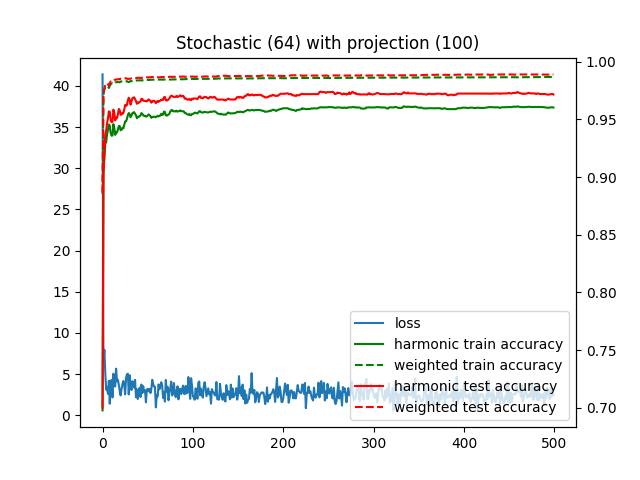 Stochastic (64) with projection (100)
40
35
30
25
20
15
10
5
0
1.00
0.95
0.90
0.85
0.80
0.75
0.70
loss
harmonic train accuracy
weighted train accuracy
harmonic test accuracy
weighted test accuracy
0 100 200 300 400 500